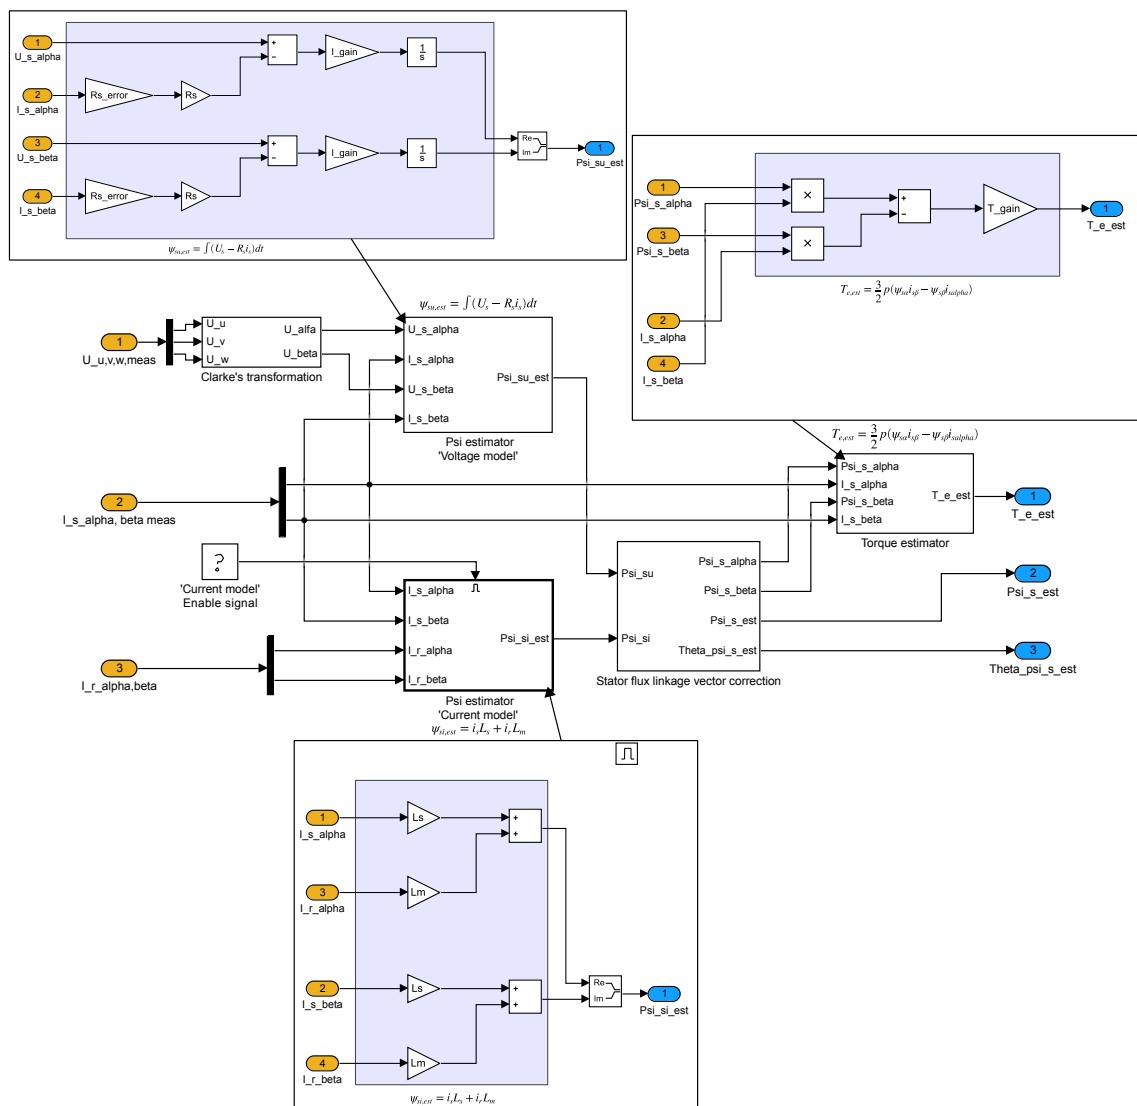 1
U_s_alpha
+
−
I_gain
1
s
2
I_s_alpha
Rs_error
Rs
3
U_s_beta
+
−
I_gain
1
s
Re
Im
1
Psi_su_est
4
I_s_beta
Rs_error
Rs
ψsu,est = ∫(Us − Rsis)dt
1
Psi_s_alpha
×
+
−
T_gain
1
T_e_est
3
Psi_s_beta
×
Te,est = 3/2 p(ψsαisβ − ψsβisalpha)
2
I_s_alpha
4
I_s_beta
ψsu,est = ∫(Us − Rsis)dt
1
U_u,v,w,meas
U_u
U_v
U_w
U_alfa
U_beta
Clarke's transformation
U_s_alpha
I_s_alpha
U_s_beta
I_s_beta
Psi_su_est
Psi estimator
'Voltage model'
Te,est = 3/2 p(ψsαisβ − ψsβisalpha)
Psi_s_alpha
I_s_alpha
Psi_s_beta
I_s_beta
T_e_est
Torque estimator
1
T_e_est
2
I_s_alpha, beta meas
?
'Current model'
Enable signal
I_s_alpha
I_s_beta
I_r_alpha
I_r_beta
Psi_si_est
Psi estimator
'Current model'
ψsi,est = isLs + irLm
3
I_r_alpha,beta
Psi_su
Psi_si
Psi_s_alpha
Psi_s_beta
Psi_s_est
Theta_psi_s_est
Stator flux linkage vector correction
2
Psi_s_est
3
Theta_psi_s_est
1
I_s_alpha
Ls
+
+
3
I_r_alpha
Lm
2
I_s_beta
Ls
+
+
Re
Im
1
Psi_si_est
4
I_r_beta
Lm
ψsi,est = isLs + irLm